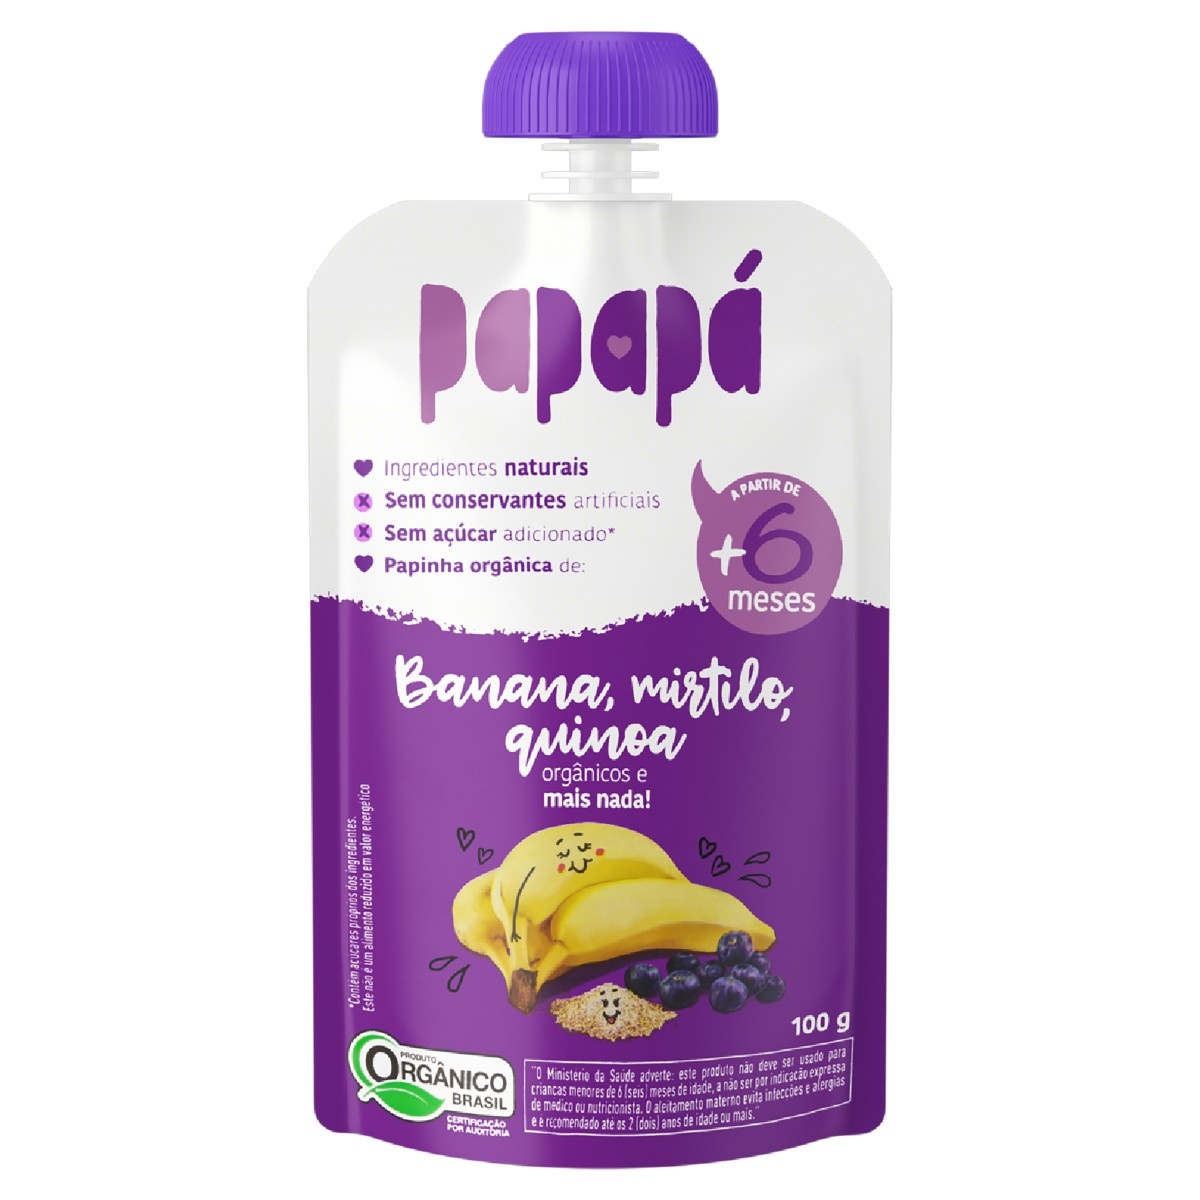 papapá
Ingredientes naturais
Sem conservantes artificiais
Sem açúcar adicionado*
Papinha orgânica de:
A PARTIR DE
+6
meses
Banana, mirtilo,
quinoa
orgânicos e
mais nada!
*Contém açucares proprios dos ingredientes.
Este não é um alimento reduzido em valor energético
100 g
PRODUTO
ORGÂNICO
BRASIL
CERTIFICAÇÃO
POR AUDITORIA
"O Ministerio da Saúde adverte: este produto não deve ser usado para
crianças menores de 6 (seis) meses de idade, a não ser por indicação expressa
de medico ou nutricionista. O aleitamento materno evita infecções e alergias
e e recomendado até os 2 (dois) anos de idade ou mais."